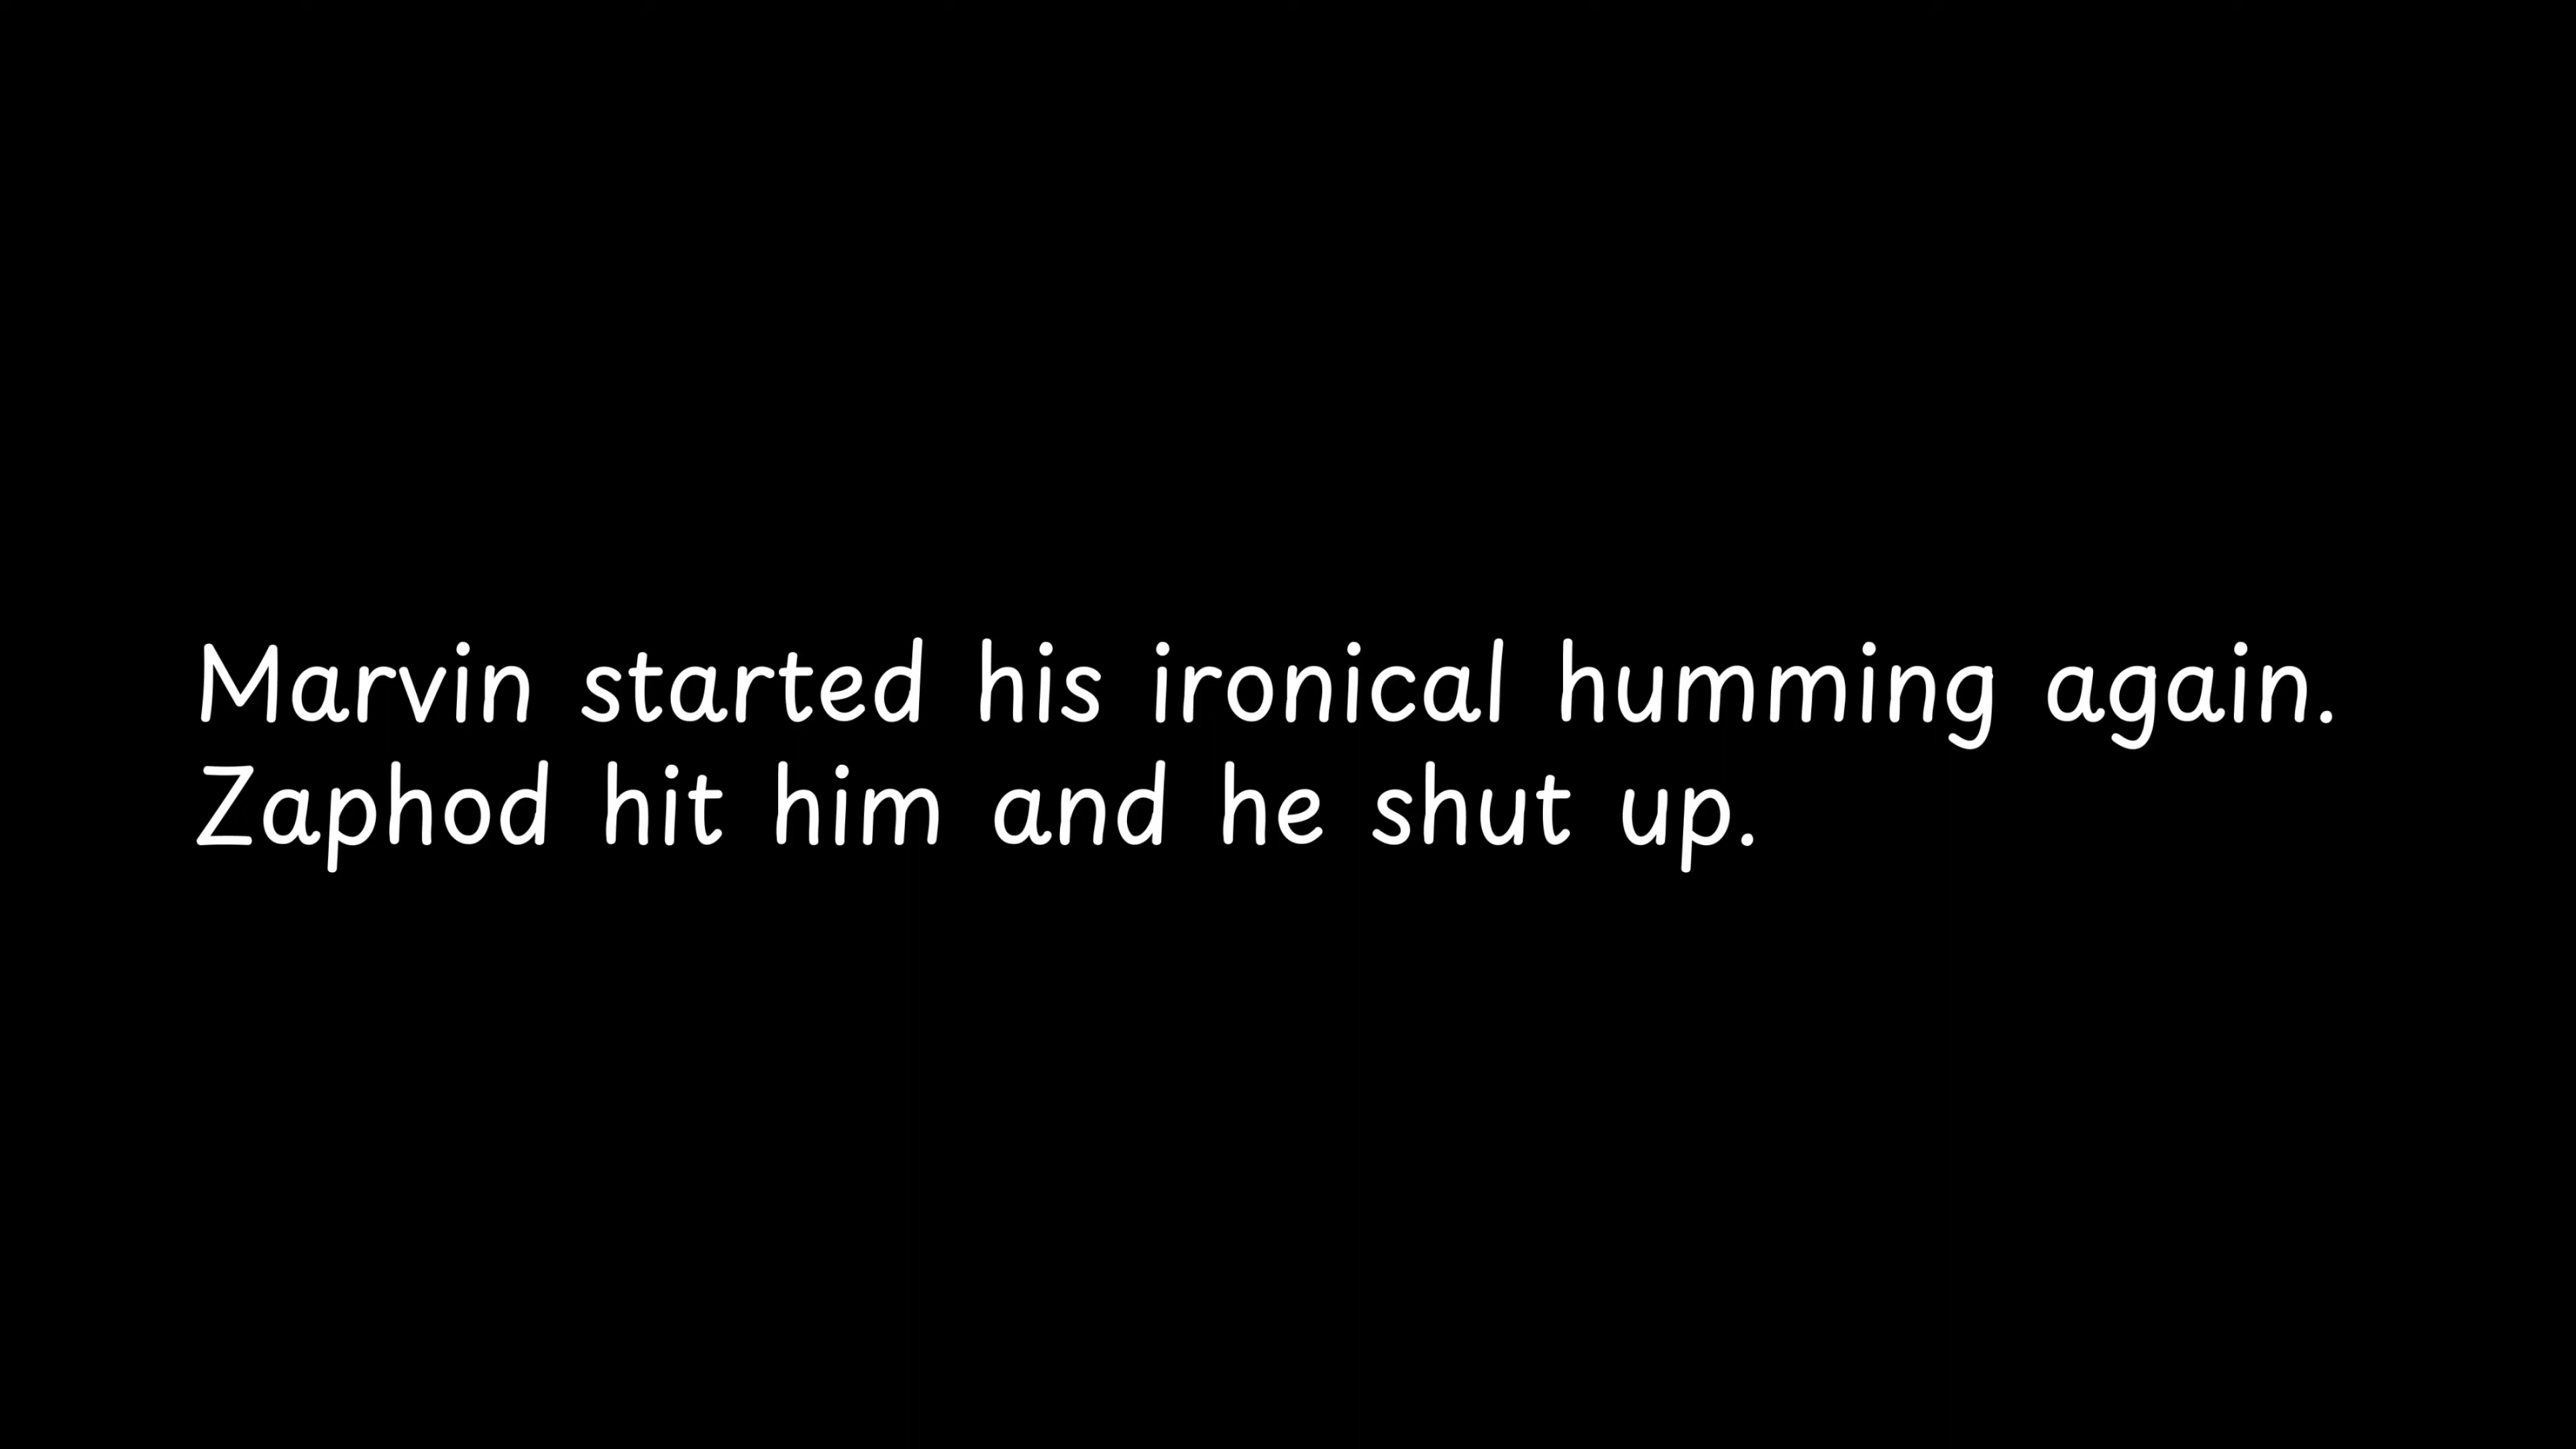 Marvin started his ironical humming again.
Zaphod hit him and he shut up.